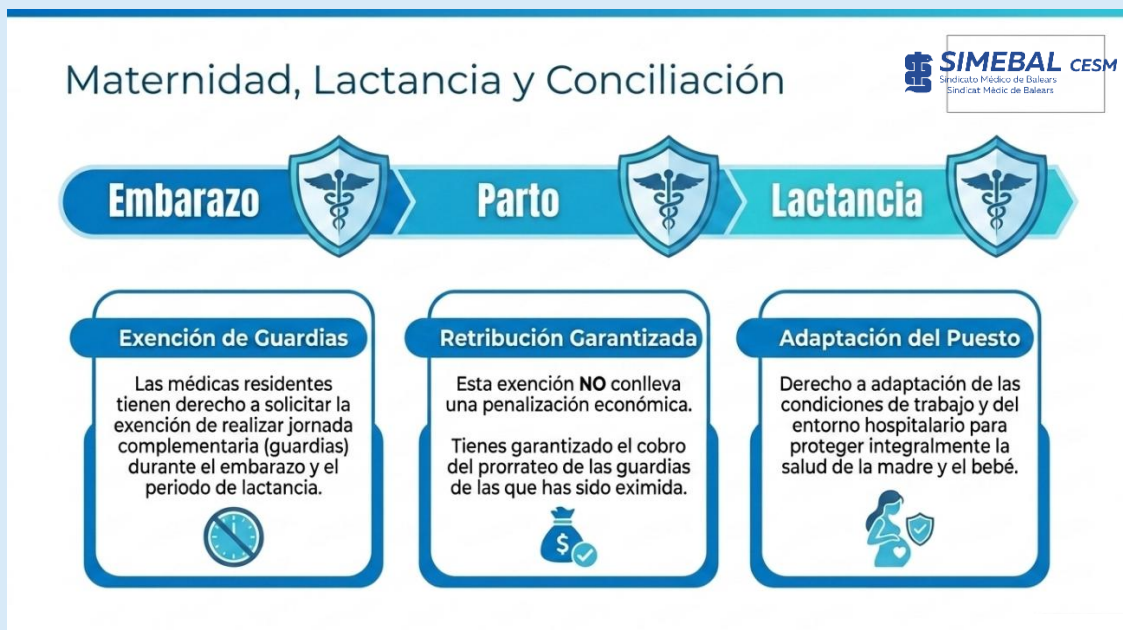 Maternidad, Lactancia y Conciliación
SIMEBAL CESM
Sindicato Médico de Balears
Sindicat Mèdic de Balears
Embarazo
Parto
Lactancia
Exención de Guardias
Las médicas residentes
tienen derecho a solicitar la
exención de realizar jornada
complementaria (guardias)
durante el embarazo y el
periodo de lactancia.
Retribución Garantizada
Esta exención NO conlleva
una penalización económica.
Tienes garantizado el cobro
del prorrateo de las guardias
de las que has sido eximida.
$
Adaptación del Puesto
Derecho a adaptación de las
condiciones de trabajo y del
entorno hospitalario para
proteger integralmente la
salud de la madre y el bebé.